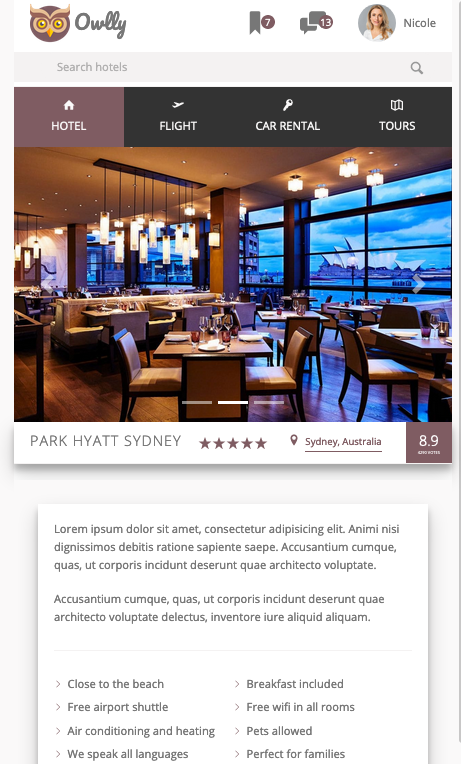 Owlly
7
13
Nicole
Search hotels
HOTEL
FLIGHT
CAR RENTAL
TOURS
PARK HYATT SYDNEY
Sydney, Australia
8.9
4290 VOTES
Lorem ipsum dolor sit amet, consectetur adipisicing elit. Animi nisi
dignissimos debitis ratione sapiente saepe. Accusantium cumque,
quas, ut corporis incidunt deserunt quae architecto voluptate.
Accusantium cumque, quas, ut corporis incidunt deserunt quae
architecto voluptate delectus, inventore iure aliquid aliquam.
Close to the beach
Breakfast included
Free airport shuttle
Free wifi in all rooms
Air conditioning and heating
Pets allowed
We speak all languages
Perfect for families